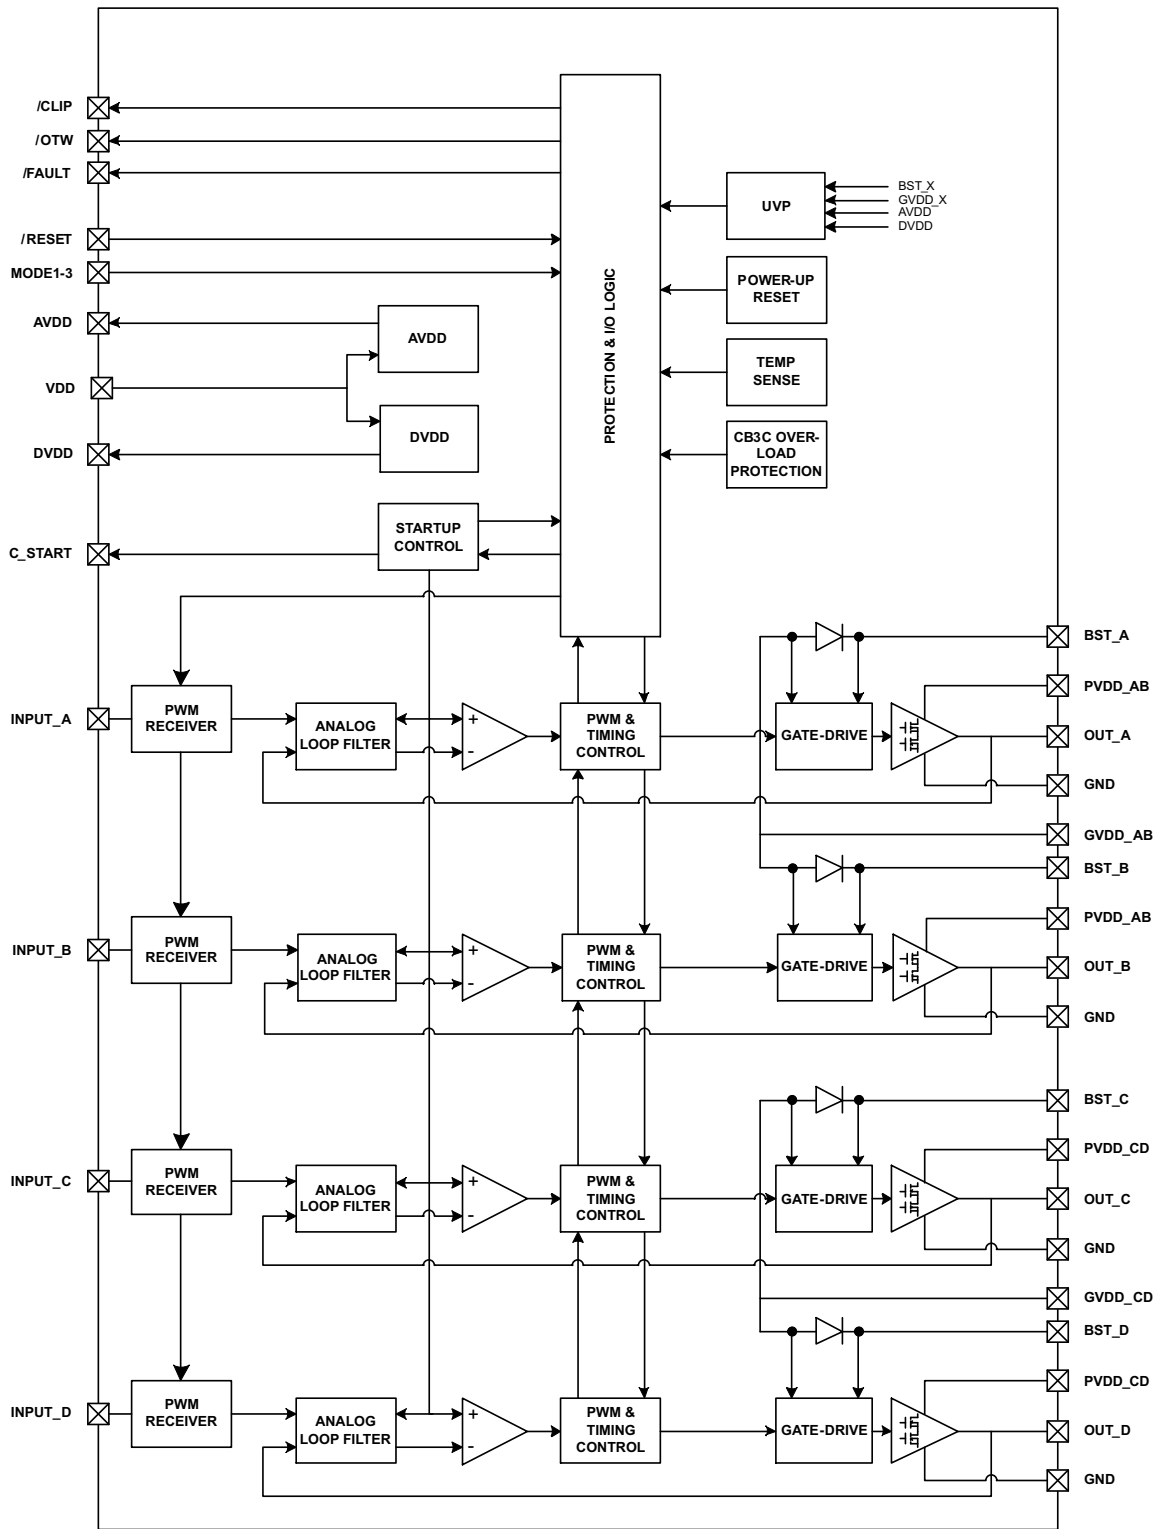 /CLIP
/OTW
/FAULT
/RESET
MODE1-3
AVDD
VDD
DVDD
C_START
AVDD
DVDD
STARTUP
CONTROL
PROTECTION & I/O LOGIC
UVP
BST_X
GVDD_X
AVDD
DVDD
POWER-UP
RESET
TEMP
SENSE
CB3C OVER-
LOAD
PROTECTION
INPUT_A
PWM
RECEIVER
ANALOG
LOOP FILTER
+
-
PWM &
TIMING
CONTROL
GATE-DRIVE
BST_A
PVDD_AB
OUT_A
GND
GVDD_AB
BST_B
INPUT_B
PWM
RECEIVER
ANALOG
LOOP FILTER
+
-
PWM &
TIMING
CONTROL
GATE-DRIVE
PVDD_AB
OUT_B
GND
BST_C
INPUT_C
PWM
RECEIVER
ANALOG
LOOP FILTER
+
-
PWM &
TIMING
CONTROL
GATE-DRIVE
PVDD_CD
OUT_C
GND
GVDD_CD
BST_D
INPUT_D
PWM
RECEIVER
ANALOG
LOOP FILTER
+
-
PWM &
TIMING
CONTROL
GATE-DRIVE
PVDD_CD
OUT_D
GND